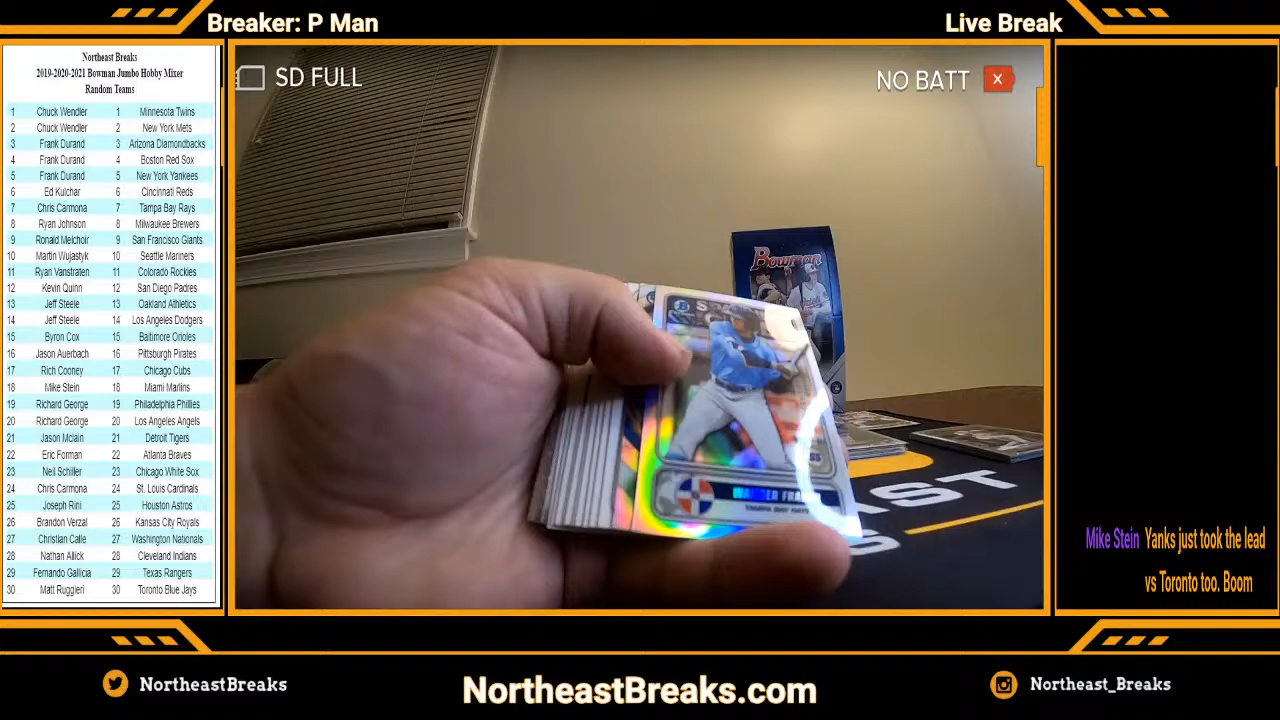 Breaker: P Man
Live Break
Northeast Breaks
2019-2020-2021 Bowman Jumbo Hobby Mixer
Random Teams
1 Chuck Wendler 1 Minnesota Twins
2 Chuck Wendler 2 New York Mets
3 Frank Durand 3 Arizona Diamondbacks
4 Frank Durand 4 Boston Red Sox
5 Frank Durand 5 New York Yankees
6 Ed Kulchar 6 Cincinnati Reds
7 Chris Carmona 7 Tampa Bay Rays
8 Ryan Johnson 8 Milwaukee Brewers
9 Ronald Melchoir 9 San Francisco Giants
10 Martin Wujastyk 10 Seattle Mariners
11 Ryan Vanstraten 11 Colorado Rockies
12 Kevin Quinn 12 San Diego Padres
13 Jeff Steele 13 Oakland Athletics
14 Jeff Steele 14 Los Angeles Dodgers
15 Byron Cox 15 Baltimore Orioles
16 Jason Auerbach 16 Pittsburgh Pirates
17 Rich Cooney 17 Chicago Cubs
18 Mike Stein 18 Miami Marlins
19 Richard George 19 Philadelphia Phillies
20 Richard George 20 Los Angeles Angels
21 Jason Mclain 21 Detroit Tigers
22 Eric Forman 22 Atlanta Braves
23 Neil Schiller 23 Chicago White Sox
24 Chris Carmona 24 St. Louis Cardinals
25 Joseph Rini 25 Houston Astros
26 Brandon Verzal 26 Kansas City Royals
27 Christian Calle 27 Washington Nationals
28 Nathan Allick 28 Cleveland Indians
29 Fernando Gallicia 29 Texas Rangers
30 Matt Ruggieri 30 Toronto Blue Jays
SD FULL
NO BATT
Bowman
WANDER
TAMPA BAY RAYS
Mike Stein Yanks just took the lead
vs Toronto too. Boom
NortheastBreaks
NortheastBreaks.com
Northeast_Breaks